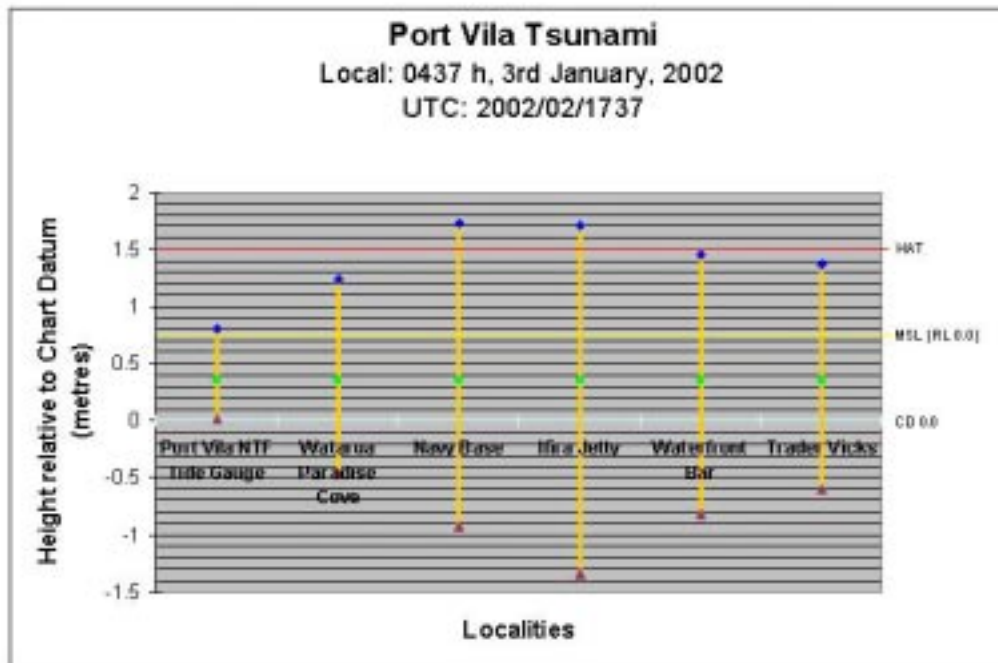 Port Vila Tsunami
Local: 0437 h, 3rd January, 2002
UTC: 2002/02/1737
Height relative to Chart Datum
(metres)
2
1.5
1
0.5
0
-0.5
-1
-1.5
HAT
MSL [RL 0.0]
CD 0.0
Port Vila NTF
Tide Gauge
Watarua
Paradise
Cove
Navy Base
Ifira Jetty
Waterfront
Bar
Trader Vicks
Localities